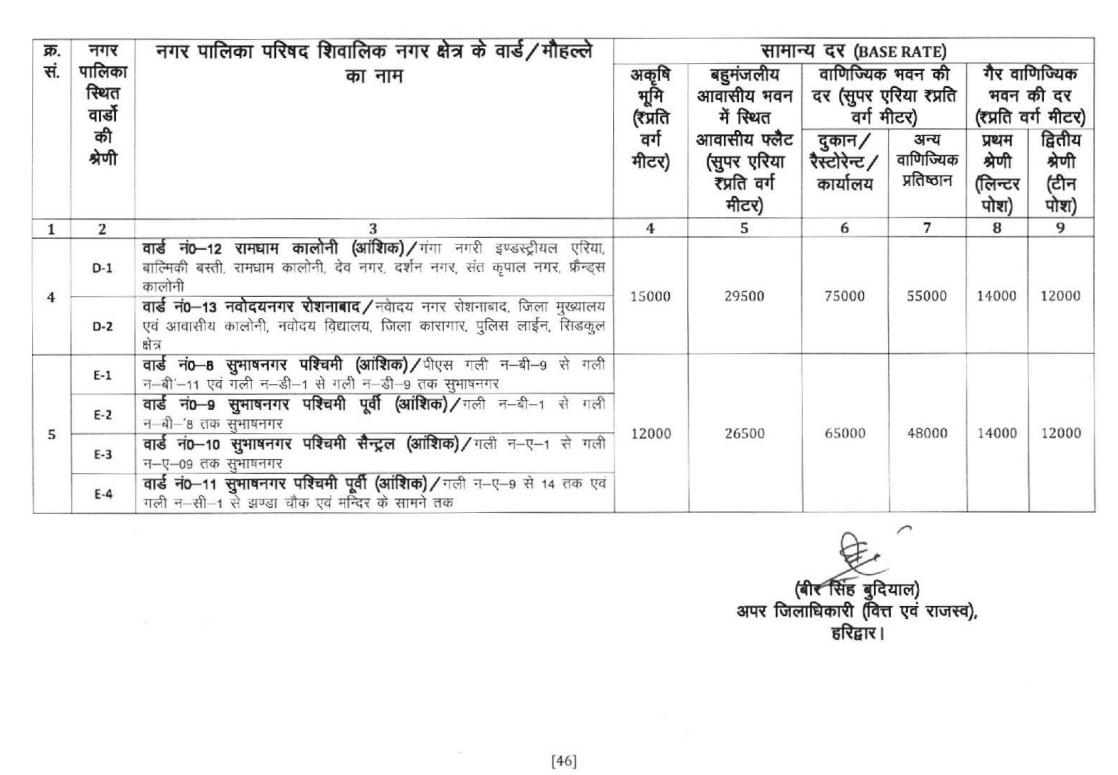 क्र. सं.
नगर पालिका स्थित वार्डो की श्रेणी
नगर पालिका परिषद शिवालिक नगर क्षेत्र के वार्ड/मौहल्ले
का नाम
सामान्य दर (BASE RATE)
अकृषि भूमि (₹प्रति वर्ग मीटर)
बहुमंजलीय आवासीय भवन में स्थित आवासीय फ्लैट (सुपर एरिया ₹प्रति वर्ग मीटर)
वाणिज्यिक भवन की दर (सुपर एरिया ₹प्रति वर्ग मीटर)
गैर वाणिज्यिक भवन की दर (₹प्रति वर्ग मीटर)
दुकान/ रैस्टोरेन्ट/ कार्यालय
अन्य वाणिज्यिक प्रतिष्ठान
प्रथम श्रेणी (लिन्टर पोश)
द्वितीय श्रेणी (टीन पोश)
1 2 3 4 5 6 7 8 9
4
D-1
वार्ड नं0–12 रामधाम कालोनी (आंशिक)/गंगा नगरी इण्डस्ट्रीयल एरिया,
बाल्मिकी बस्ती, रामधाम कालोनी, देव नगर, दर्शन नगर, संत कृपाल नगर, फ्रैन्ड्स
कालोनी
D-2
वार्ड नं0–13 नवोदयनगर रोशनाबाद/नवोदय नगर रोशनाबाद, जिला मुख्यालय
एवं आवासीय कालोनी, नवोदय विद्यालय, जिला कारागार, पुलिस लाईन, सिडकुल
क्षेत्र
15000 29500 75000 55000 14000 12000
5
E-1
वार्ड नं0–8 सुभाषनगर पश्चिमी (आंशिक)/पीएस गली न–बी–9 से गली
न–बी–11 एवं गली न–डी–1 से गली न–डी–9 तक सुभाषनगर
E-2
वार्ड नं0–9 सुभाषनगर पश्चिमी पूर्वी (आंशिक)/गली न–बी–1 से गली
न–बी–8 तक सुभाषनगर
E-3
वार्ड नं0–10 सुभाषनगर पश्चिमी सैन्ट्रल (आंशिक)/गली न–ए–1 से गली
न–ए–09 तक सुभाषनगर
E-4
वार्ड नं0–11 सुभाषनगर पश्चिमी पूर्वी (आंशिक)/गली न–ए–9 से 14 तक एवं
गली न–सी–1 से झण्डा चौक एवं मन्दिर के सामने तक
12000 26500 65000 48000 14000 12000
(बीर सिंह बुदियाल)
अपर जिलाधिकारी (वित्त एवं राजस्व),
हरिद्वार।
[46]